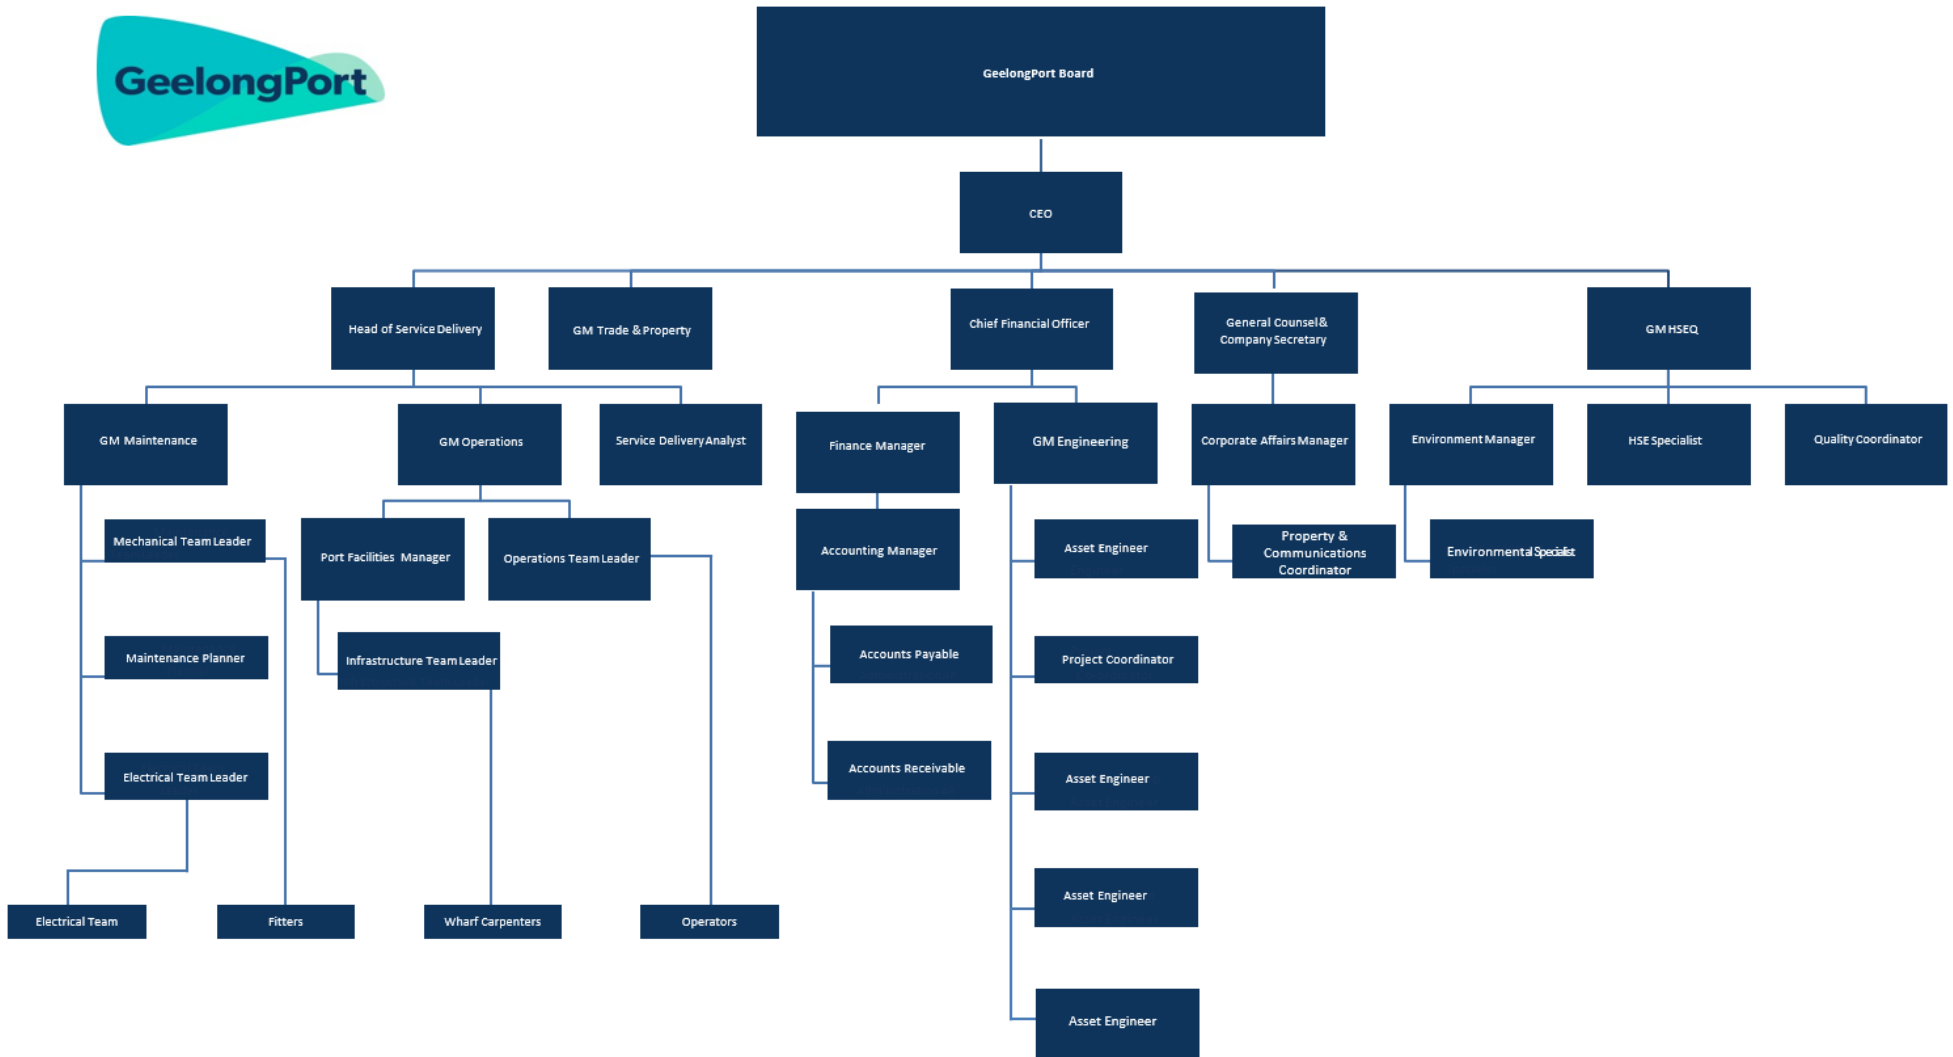 GeelongPort
GeelongPort Board
CEO
Head of Service Delivery
GM Trade & Property
Chief Financial Officer
General Counsel &
Company Secretary
GM HSEQ
GM Maintenance
GM Operations
Service Delivery Analyst
Finance Manager
GM Engineering
Corporate Affairs Manager
Environment Manager
HSE Specialist
Quality Coordinator
Mechanical Team Leader
Port Facilities Manager
Operations Team Leader
Accounting Manager
Asset Engineer
Property &
Communications
Coordinator
Environmental Specialist
Maintenance Planner
Infrastructure Team Leader
Accounts Payable
Project Coordinator
Electrical Team Leader
Accounts Receivable
Asset Engineer
Asset Engineer
Electrical Team
Fitters
Wharf Carpenters
Operators
Asset Engineer